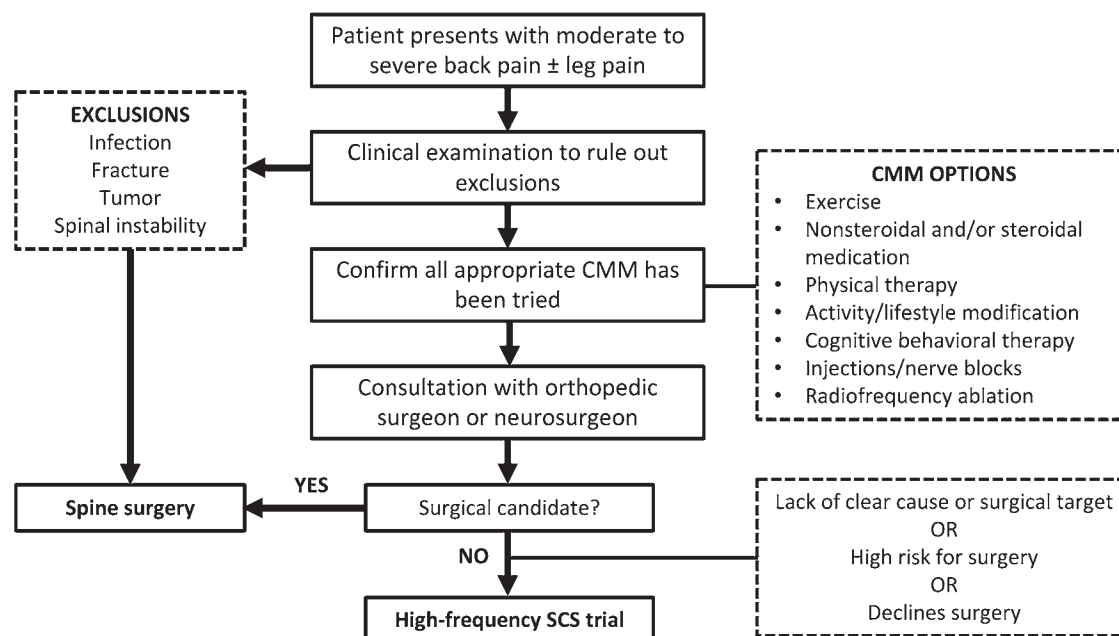 Patient presents with moderate to
severe back pain ± leg pain
EXCLUSIONS
Infection
Fracture
Tumor
Spinal instability
Clinical examination to rule out
exclusions
CMM OPTIONS
• Exercise
• Nonsteroidal and/or steroidal
medication
• Physical therapy
• Activity/lifestyle modification
• Cognitive behavioral therapy
• Injections/nerve blocks
• Radiofrequency ablation
Confirm all appropriate CMM has
been tried
Consultation with orthopedic
surgeon or neurosurgeon
Surgical candidate?
YES
Spine surgery
NO
Lack of clear cause or surgical target
OR
High risk for surgery
OR
Declines surgery
High-frequency SCS trial